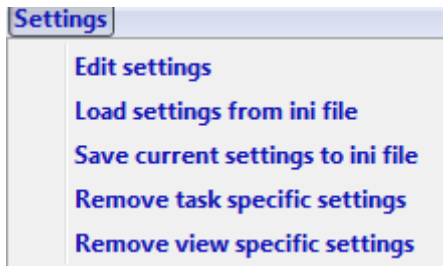 Settings
Edit settings
Load settings from ini file
Save current settings to ini file
Remove task specific settings
Remove view specific settings